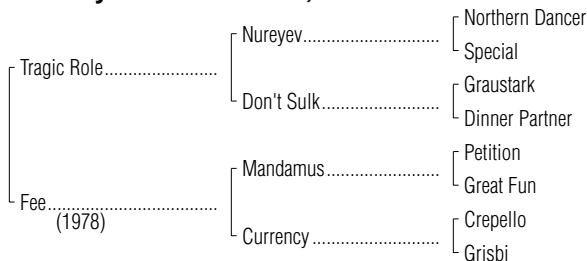 Northern Dancer
Nureyev
Special
Tragic Role
Graustark
Don't Sulk
Dinner Partner
Petition
Mandamus
Great Fun
Fee
(1978)
Crepello
Currency
Grisbi